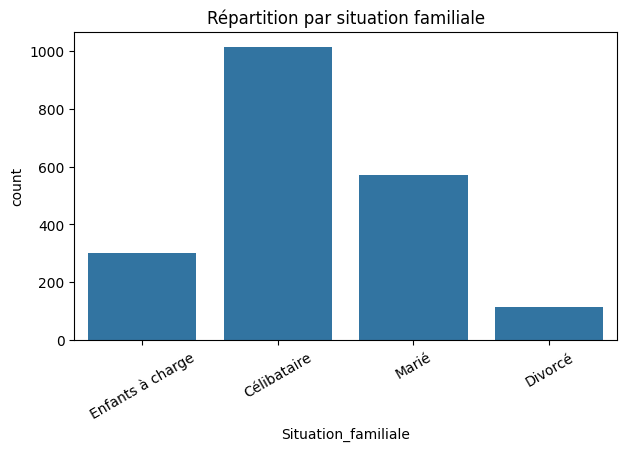 Répartition par situation familiale
1000
800
600
400
200
0
count
Enfants à charge
Célibataire
Marié
Divorcé
Situation_familiale